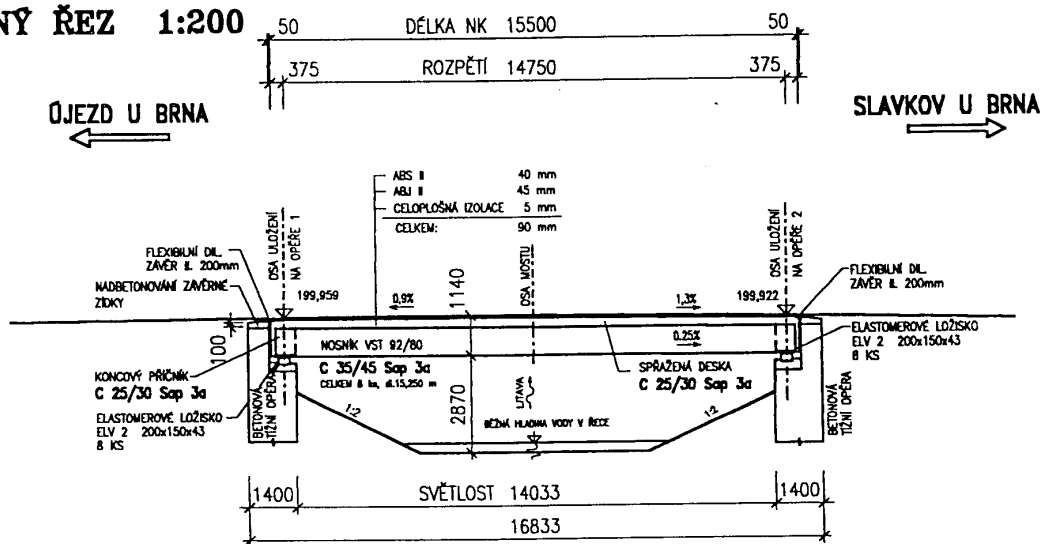 NÝ ŘEZ 1:200
50 DÉLKA NK 15500 50
375 ROZPĚTÍ 14750 375
ÚJEZD U BRNA
SLAVKOV U BRNA
ABS II 40 mm
ABJ II 45 mm
CELOPLOŠNÁ IZOLACE 5 mm
CELKEM: 90 mm
OSA ULOŽENÍ
NA OPĚŘE 1
OSA MOSTU
OSA ULOŽENÍ
NA OPĚŘE 2
FLEXIBILNÍ DIL.
ZÁVĚR tl. 200mm
NADBETONOVÁNÍ ZÁVĚRNÉ
ZÍDKY
FLEXIBILNÍ DIL.
ZÁVĚR tl. 200mm
199,959
0,9%
1140
1,3%
199,922
100
NOSNÍK VST 92/80
C 35/45 Sap 3a
CELKEM 8 ks, dl.15,250 m
0.25%
SPŘAŽENÁ DESKA
C 25/30 Sap 3a
ELASTOMEROVÉ LOŽISKO
ELV 2 200x150x43
8 KS
KONCOVÝ PŘÍČNÍK
C 25/30 Sap 3a
ELASTOMEROVÉ LOŽISKO
ELV 2 200x150x43
8 KS
BETONOVÁ
TÍŽNÍ OPĚRA
1:2
2870
LITAVA
BĚŽNÁ HLADINA VODY V ŘECE
1:2
BETONOVÁ
TÍŽNÍ OPĚRA
1400 SVĚTLOST 14033 1400
16833